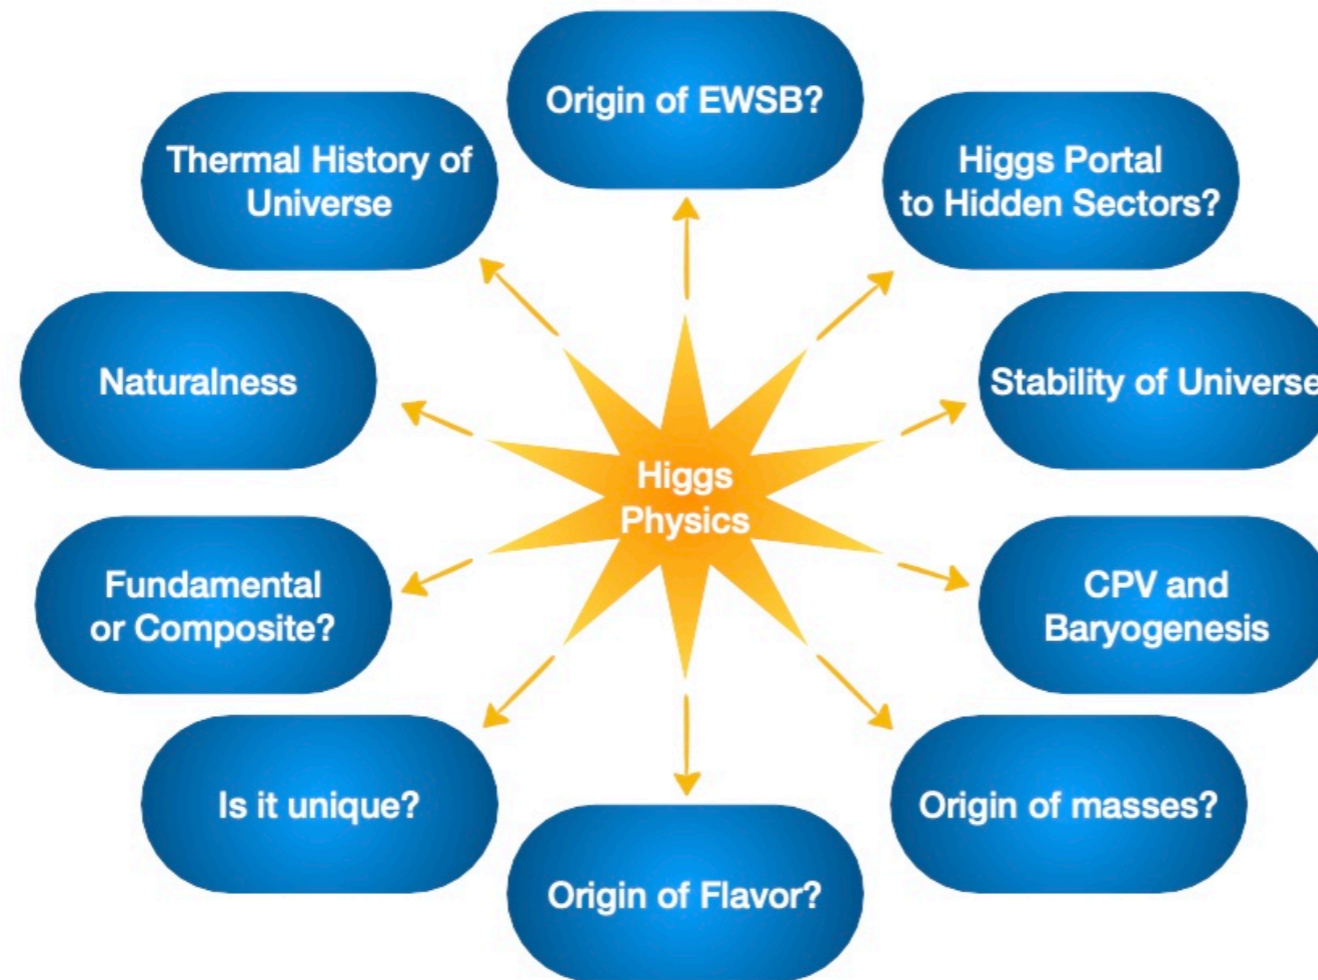 Origin of EWSB?
Thermal History of
Universe
Higgs Portal
to Hidden Sectors?
Naturalness
Stability of Universe
Higgs
Physics
Fundamental
or Composite?
CPV and
Baryogenesis
Is it unique?
Origin of masses?
Origin of Flavor?